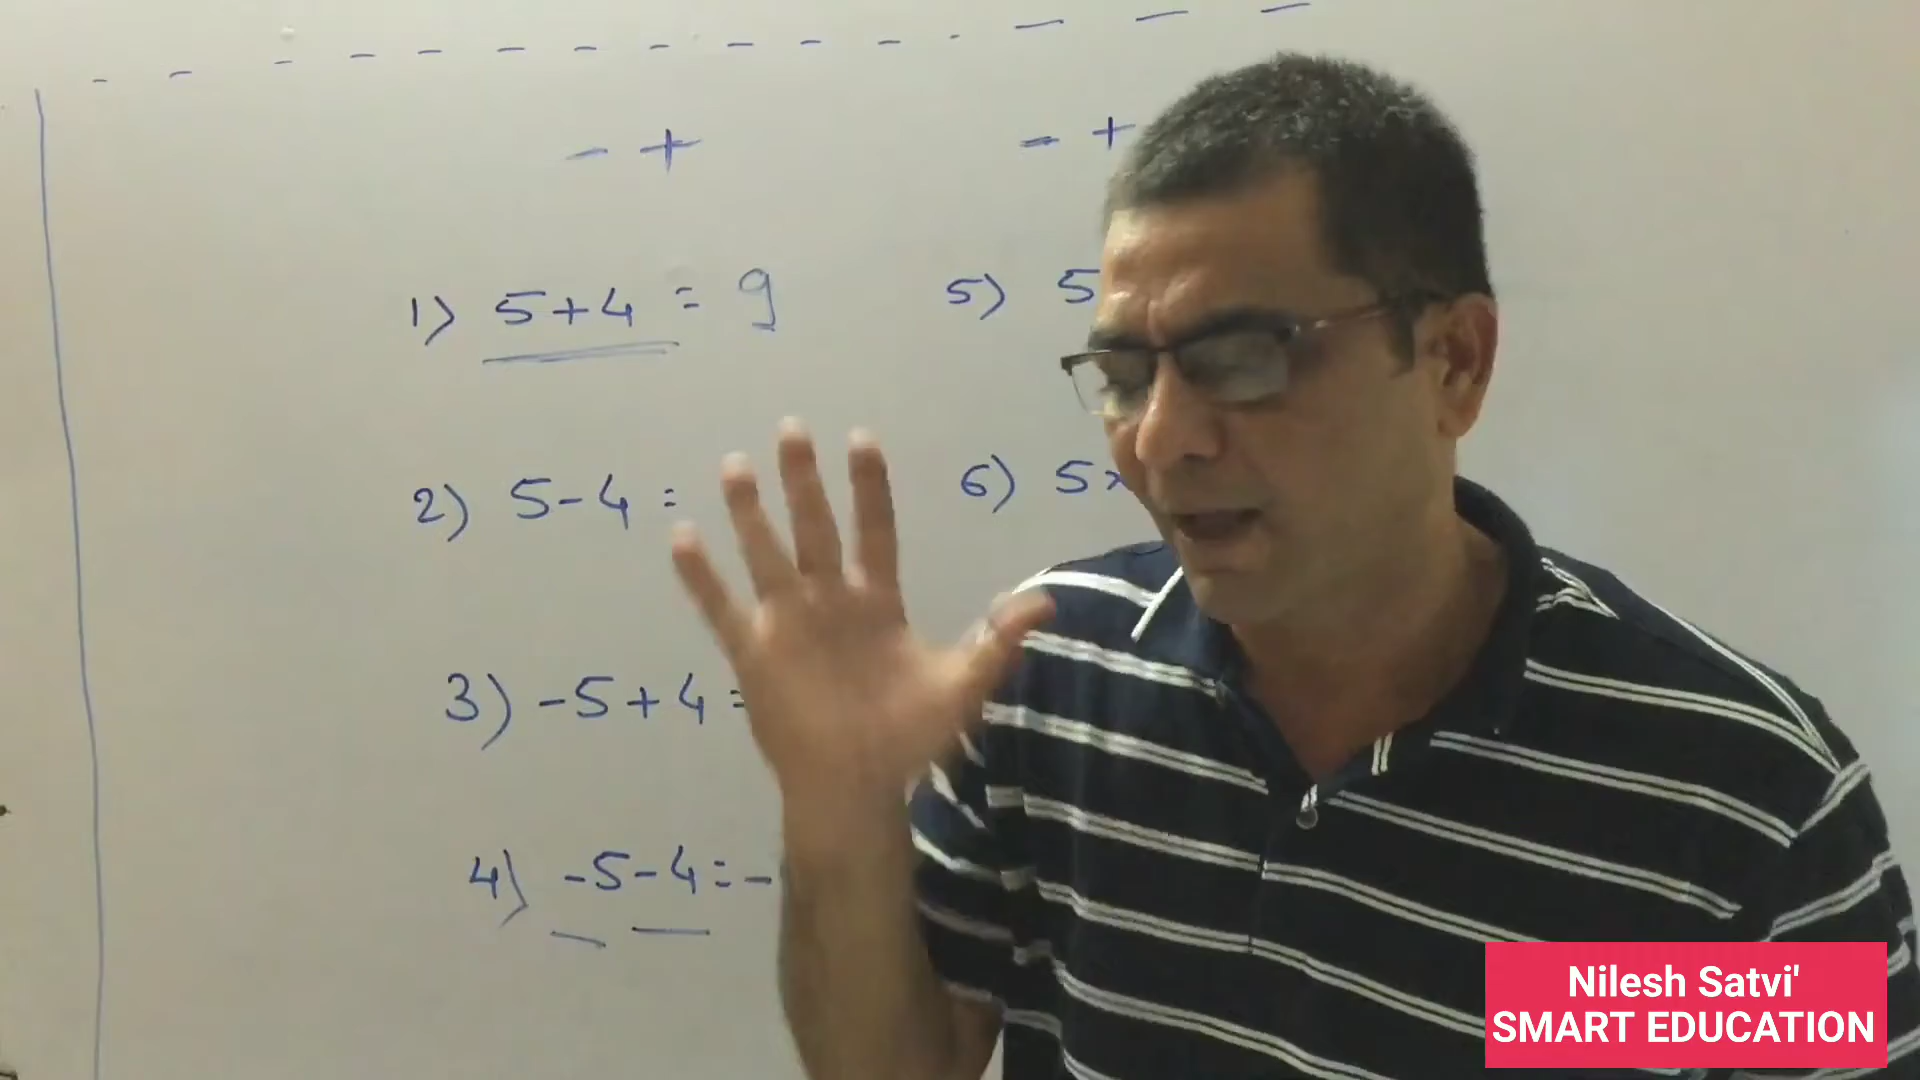 - - - - - - - - - - - - - -
- +
- +
1) 5+4 = 9
2) 5-4 =
3) -5+4 =
4) -5-4 = -
5) 5
6) 5×
Nilesh Satvi'
SMART EDUCATION